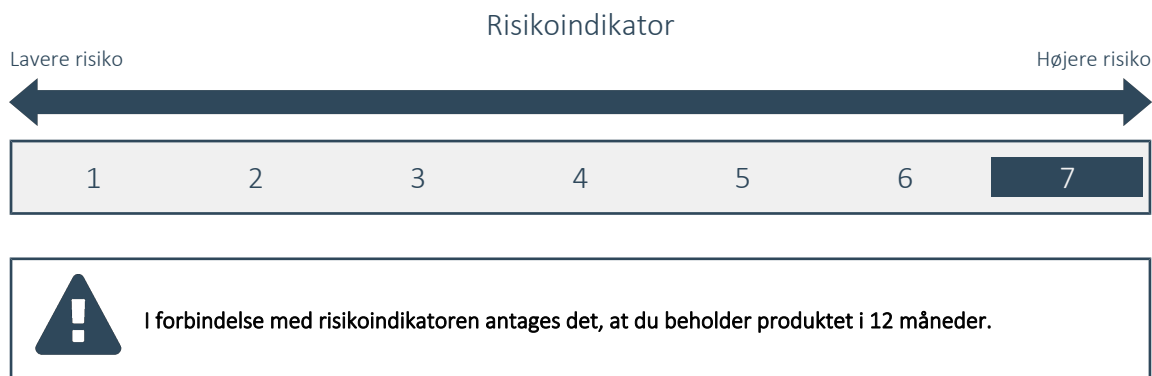 Risikoindikator
Lavere risiko Højere risiko
1 2 3 4 5 6 7
I forbindelse med risikoindikatoren antages det, at du beholder produktet i 12 måneder.